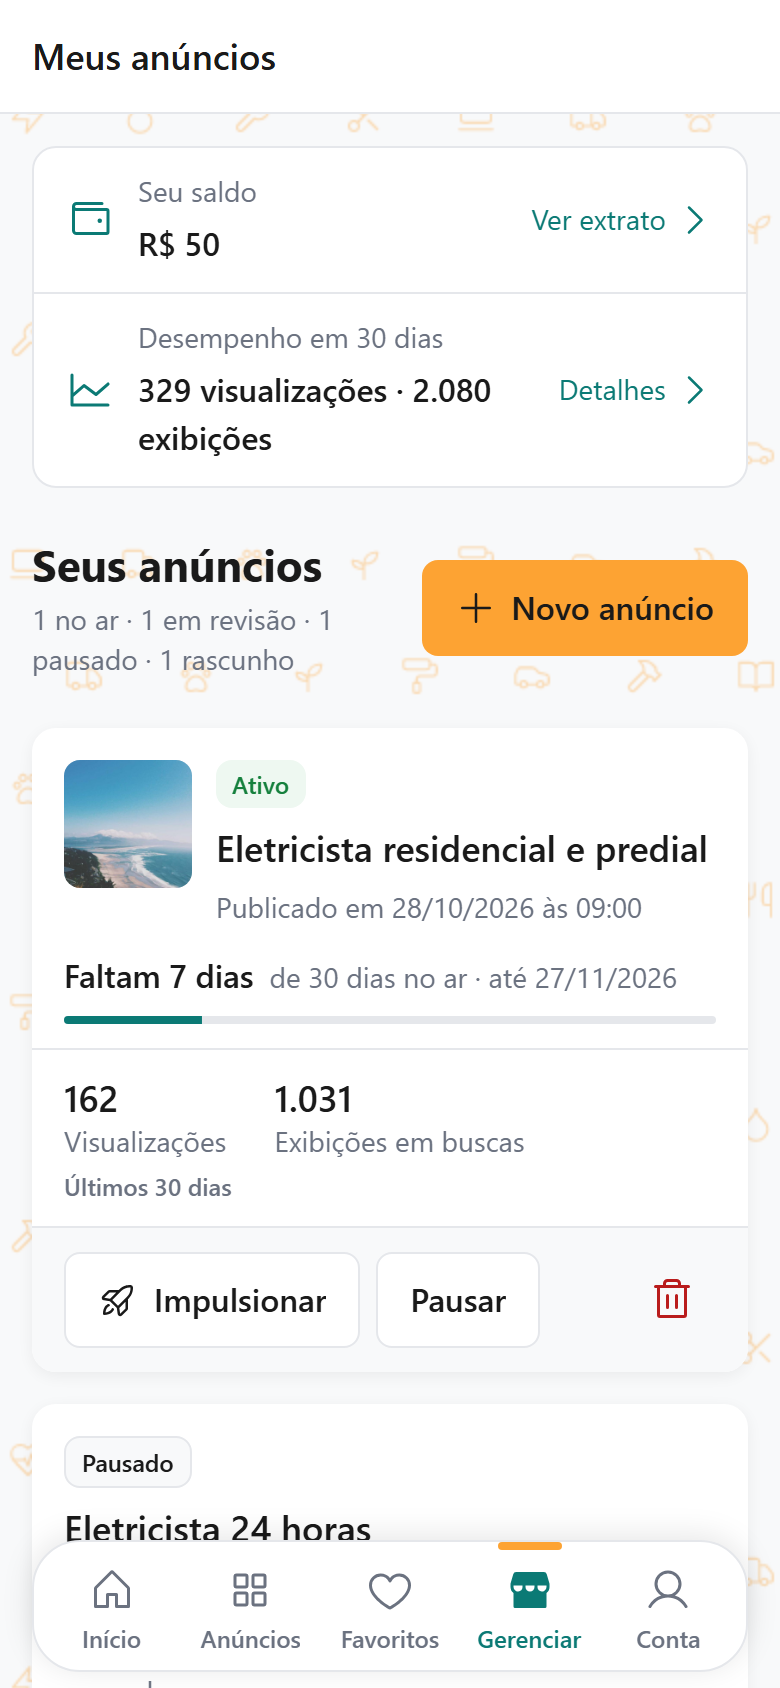 Meus anúncios
Seu saldo
R$ 50
Ver extrato
Desempenho em 30 dias
329 visualizações · 2.080
exibições
Detalhes
Seus anúncios
1 no ar · 1 em revisão · 1
pausado · 1 rascunho
Novo anúncio
Ativo
Eletricista residencial e predial
Publicado em 28/10/2026 às 09:00
Faltam 7 dias de 30 dias no ar · até 27/11/2026
162
Visualizações
1.031
Exibições em buscas
Últimos 30 dias
Impulsionar
Pausar
Pausado
Eletricista 24 horas
Início
Anúncios
Favoritos
Gerenciar
Conta